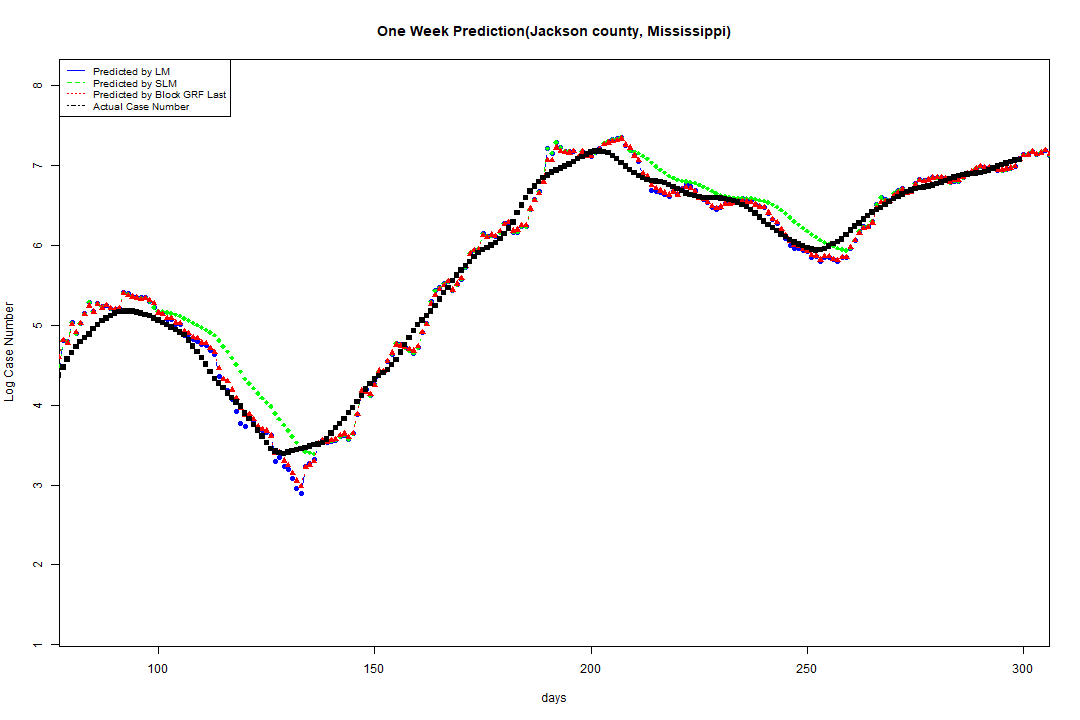 One Week Prediction(Jackson county, Mississippi)
Predicted by LM
Predicted by SLM
Predicted by Block GRF Last
Actual Case Number
8
7
6
5
4
3
2
1
Log Case Number
100 150 200 250 300
days